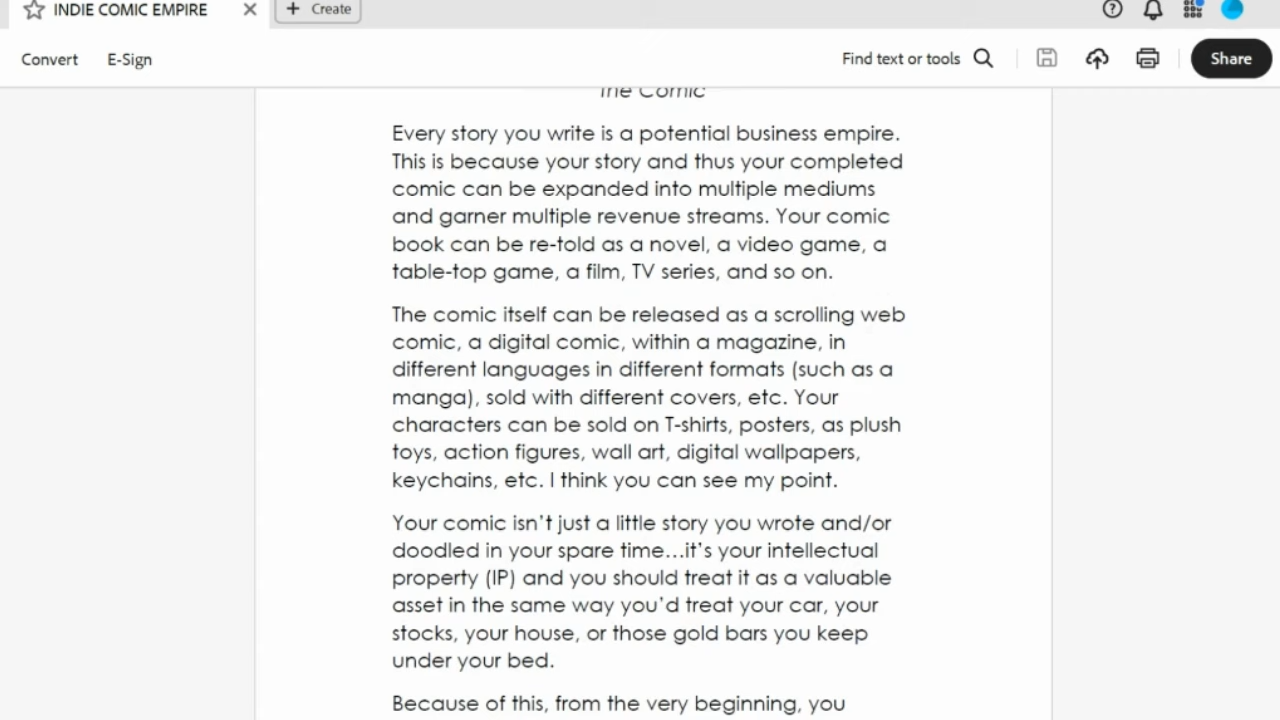 INDIE COMIC EMPIRE
+ Create
Convert
E-Sign
Find text or tools
Share
The Comic
Every story you write is a potential business empire.
This is because your story and thus your completed
comic can be expanded into multiple mediums
and garner multiple revenue streams. Your comic
book can be re-told as a novel, a video game, a
table-top game, a film, TV series, and so on.
The comic itself can be released as a scrolling web
comic, a digital comic, within a magazine, in
different languages in different formats (such as a
manga), sold with different covers, etc. Your
characters can be sold on T-shirts, posters, as plush
toys, action figures, wall art, digital wallpapers,
keychains, etc. I think you can see my point.
Your comic isn't just a little story you wrote and/or
doodled in your spare time…it's your intellectual
property (IP) and you should treat it as a valuable
asset in the same way you'd treat your car, your
stocks, your house, or those gold bars you keep
under your bed.
Because of this, from the very beginning, you